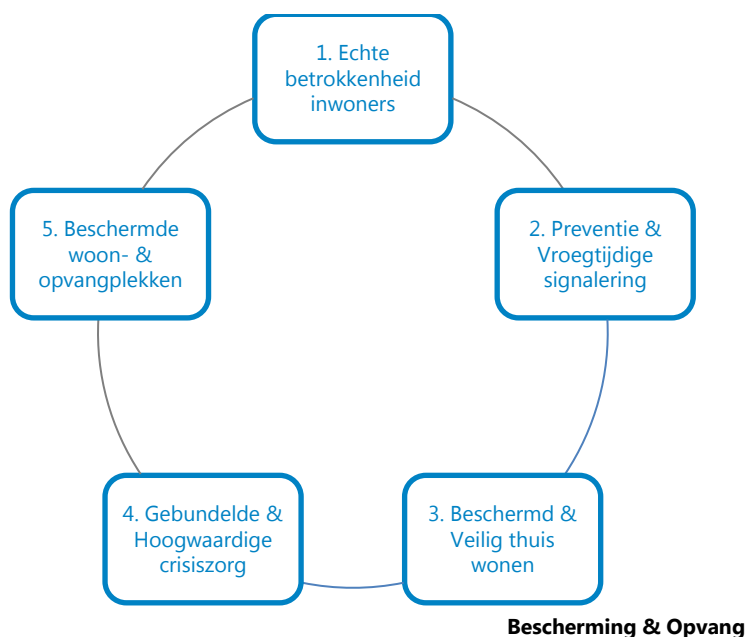 1. Echte
betrokkenheid
inwoners
2. Preventie &
Vroegtijdige
signalering
3. Beschermd &
Veilig thuis
wonen
4. Gebundelde &
Hoogwaardige
crisiszorg
5. Beschermde
woon- &
opvangplekken
Bescherming & Opvang